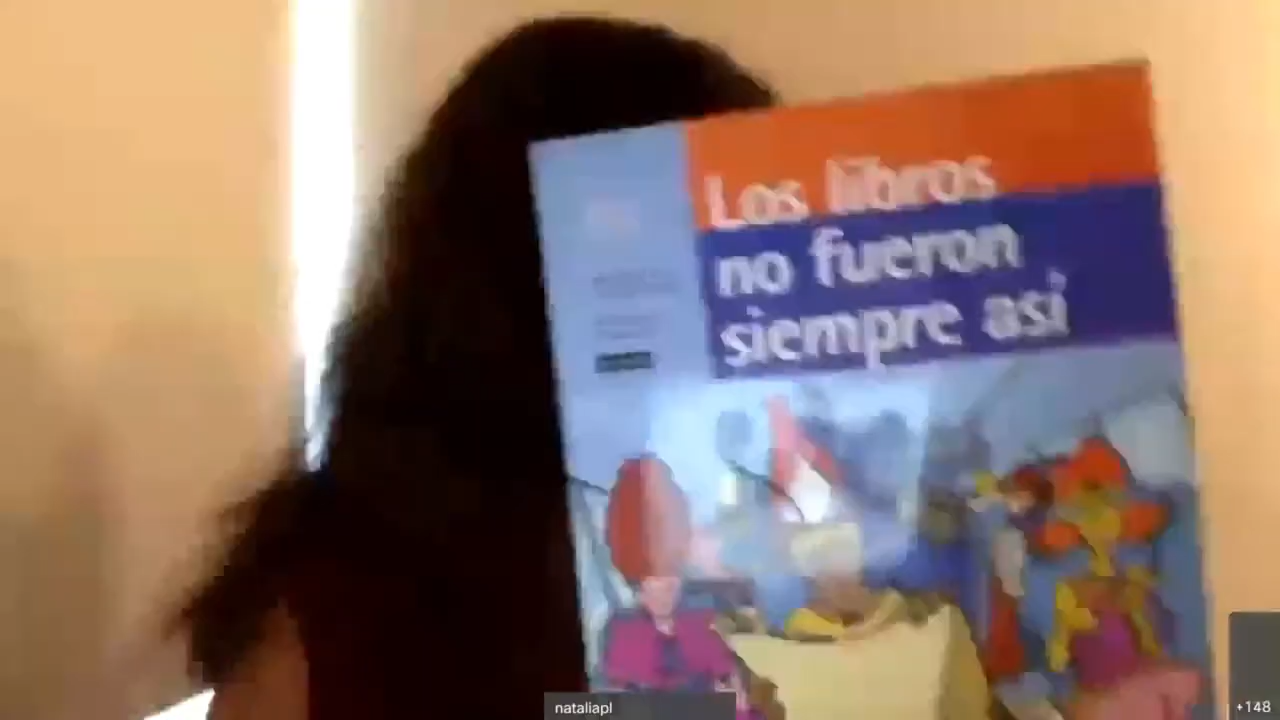 Los libros
no fueron
siempre así
nataliapl
+148